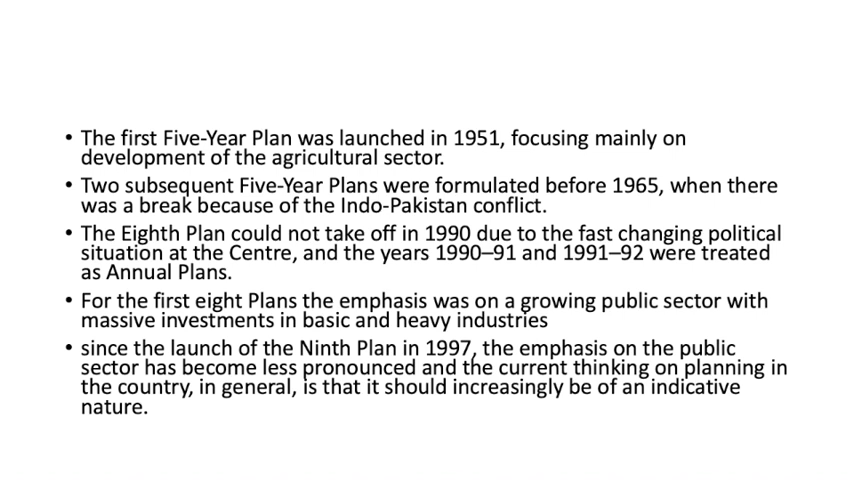 • The first Five-Year Plan was launched in 1951, focusing mainly on
development of the agricultural sector.
• Two subsequent Five-Year Plans were formulated before 1965, when there
was a break because of the Indo-Pakistan conflict.
• The Eighth Plan could not take off in 1990 due to the fast changing political
situation at the Centre, and the years 1990–91 and 1991–92 were treated
as Annual Plans.
• For the first eight Plans the emphasis was on a growing public sector with
massive investments in basic and heavy industries
• since the launch of the Ninth Plan in 1997, the emphasis on the public
sector has become less pronounced and the current thinking on planning in
the country, in general, is that it should increasingly be of an indicative
nature.